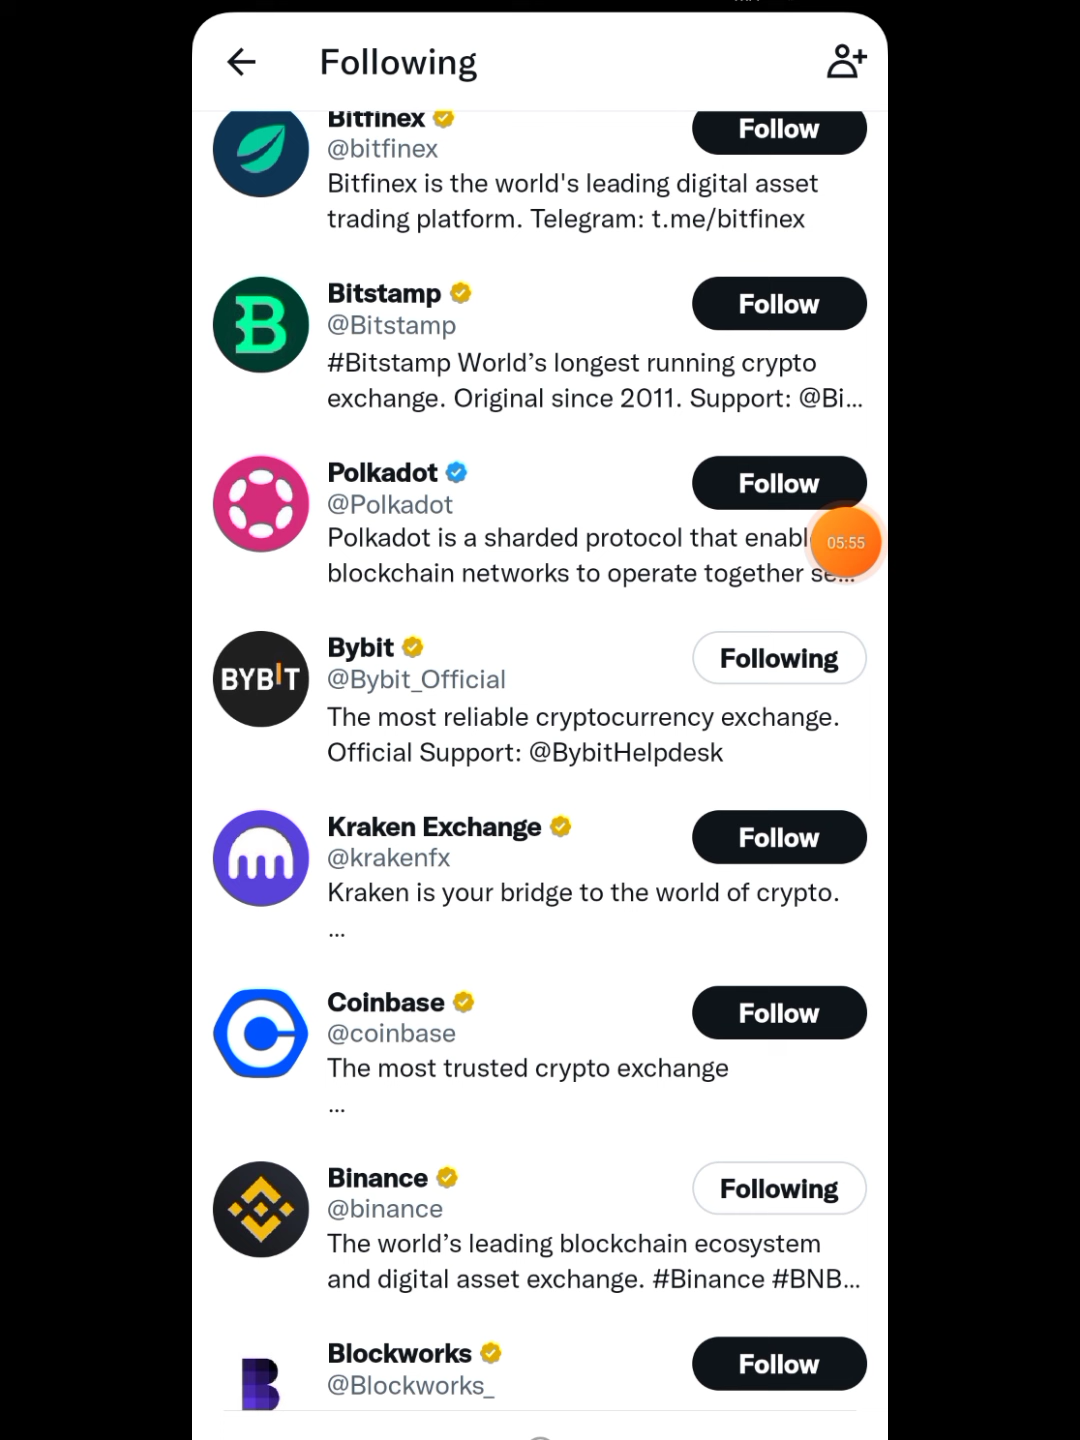 Following
Bitfinex
Follow
@bitfinex
Bitfinex is the world's leading digital asset
trading platform. Telegram: t.me/bitfinex
Bitstamp
Follow
@Bitstamp
#Bitstamp World’s longest running crypto
exchange. Original since 2011. Support: @Bi...
Polkadot
Follow
@Polkadot
Polkadot is a sharded protocol that enabl
05:55
blockchain networks to operate together se...
Bybit
Following
BYBIT
@Bybit_Official
The most reliable cryptocurrency exchange.
Official Support: @BybitHelpdesk
Kraken Exchange
Follow
@krakenfx
Kraken is your bridge to the world of crypto.
...
Coinbase
Follow
@coinbase
The most trusted crypto exchange
...
Binance
Following
@binance
The world’s leading blockchain ecosystem
and digital asset exchange. #Binance #BNB...
Blockworks
Follow
@Blockworks_